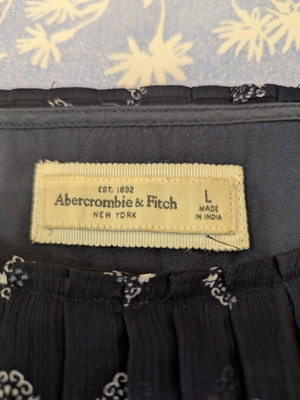 EST. 1892
Abercrombie & Fitch
NEW YORK
L
MADE
IN INDIA